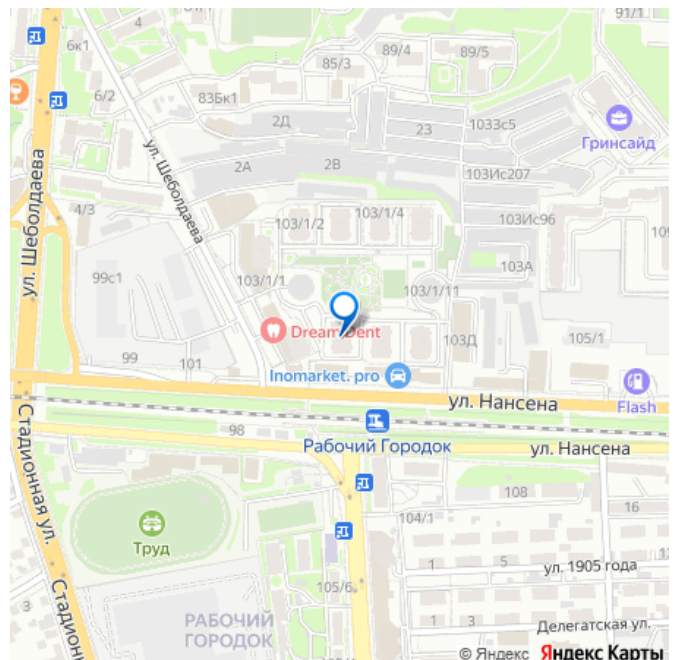 91/1
6к1
89/4
89/5
85/3
6/2
83Бк1
2Д
23
1033с5
Гринсайд
ул. Шеболдаева
2А
2В
103Ис207
ул. Шеболдаева
4/3
103/1/2
103/1/4
103Ис96
99с1
103/1/1
103/1/11
103А
DreamDent
103Д
105/1
99
101
Inomarket. pro
ул. Нансена
Flash
98
Рабочий Городок
ул. Нансена
Стадионная ул.
108
16
104/1
Труд
1
5
ул. 1905 года
105/6
3
РАБОЧИЙ
ГОРОДОК
1
3
Делегатская ул.
© Яндекс Яндекс Карты